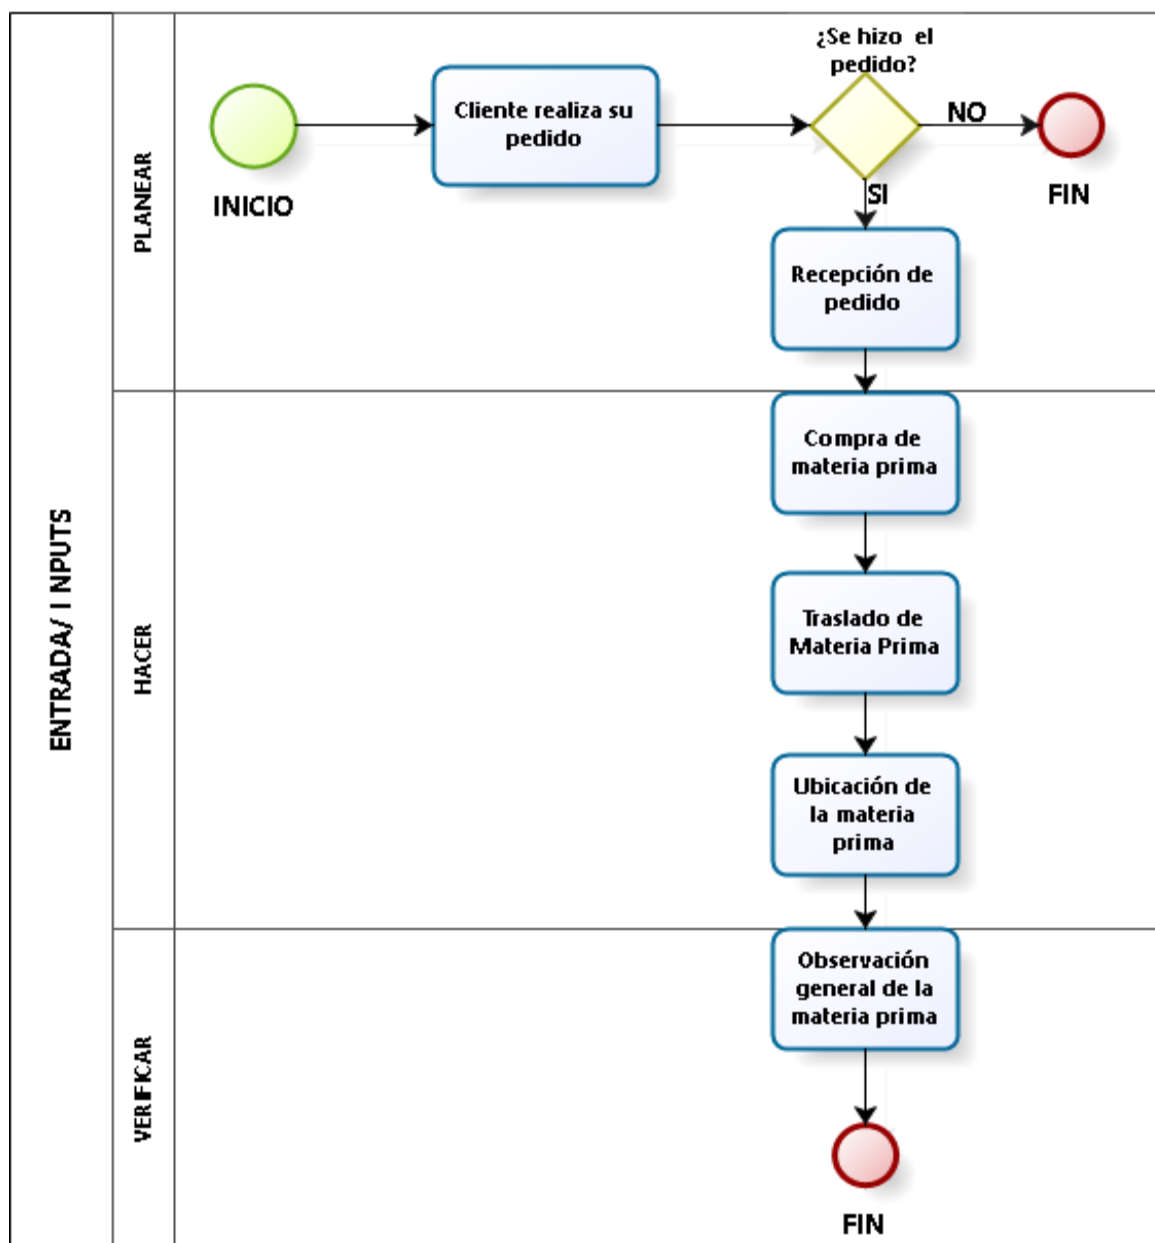 ¿Se hizo el
pedido?
Cliente realiza su
pedido
NO
INICIO
SI
FIN
PLANEAR
Recepción de
pedido
ENTRADA/ I NPUTS
HACER
Compra de
materia prima
Traslado de
Materia Prima
Ubicación de
la materia
prima
VERIFICAR
Observación
general de la
materia prima
FIN